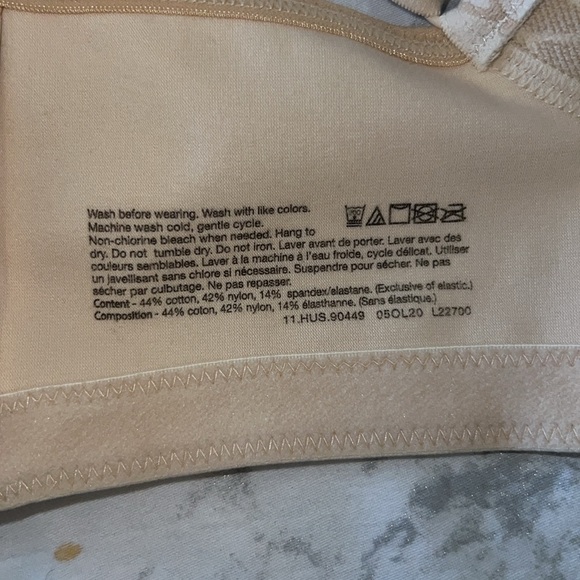 Wash before wearing. Wash with like colors.
Machine wash cold, gentle cycle.
Non-chlorine bleach when needed. Hang to
dry. Do not tumble dry. Do not iron. Laver avant de porter. Laver avec des
couleurs semblables. Laver à la machine à l'eau froide, cycle délicat. Utiliser
un javeilisant sans chlore si nécessaire. Suspendre pour sécher. Ne pas
sécher par culbutage. Ne pas repasser.
Content - 44% cotton, 42% nylon, 14% spandex/elastane. (Exclusive of elastic.)
Composition - 44% coton, 42% nylon, 14% élasthanne. (Sans élastique.)
11.HUS.90449 05OL20 L22700